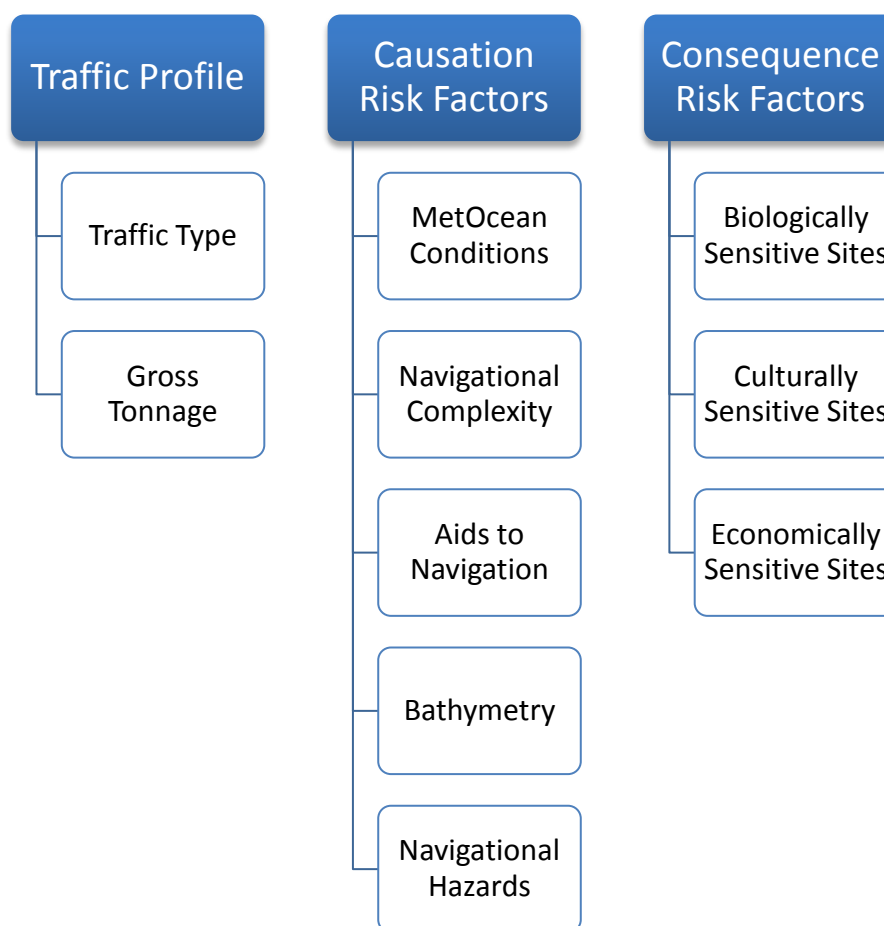 Traffic Profile
Traffic Type
Gross
Tonnage
Causation
Risk Factors
MetOcean
Conditions
Navigational
Complexity
Aids to
Navigation
Bathymetry
Navigational
Hazards
Consequence
Risk Factors
Biologically
Sensitive Sites
Culturally
Sensitive Sites
Economically
Sensitive Sites